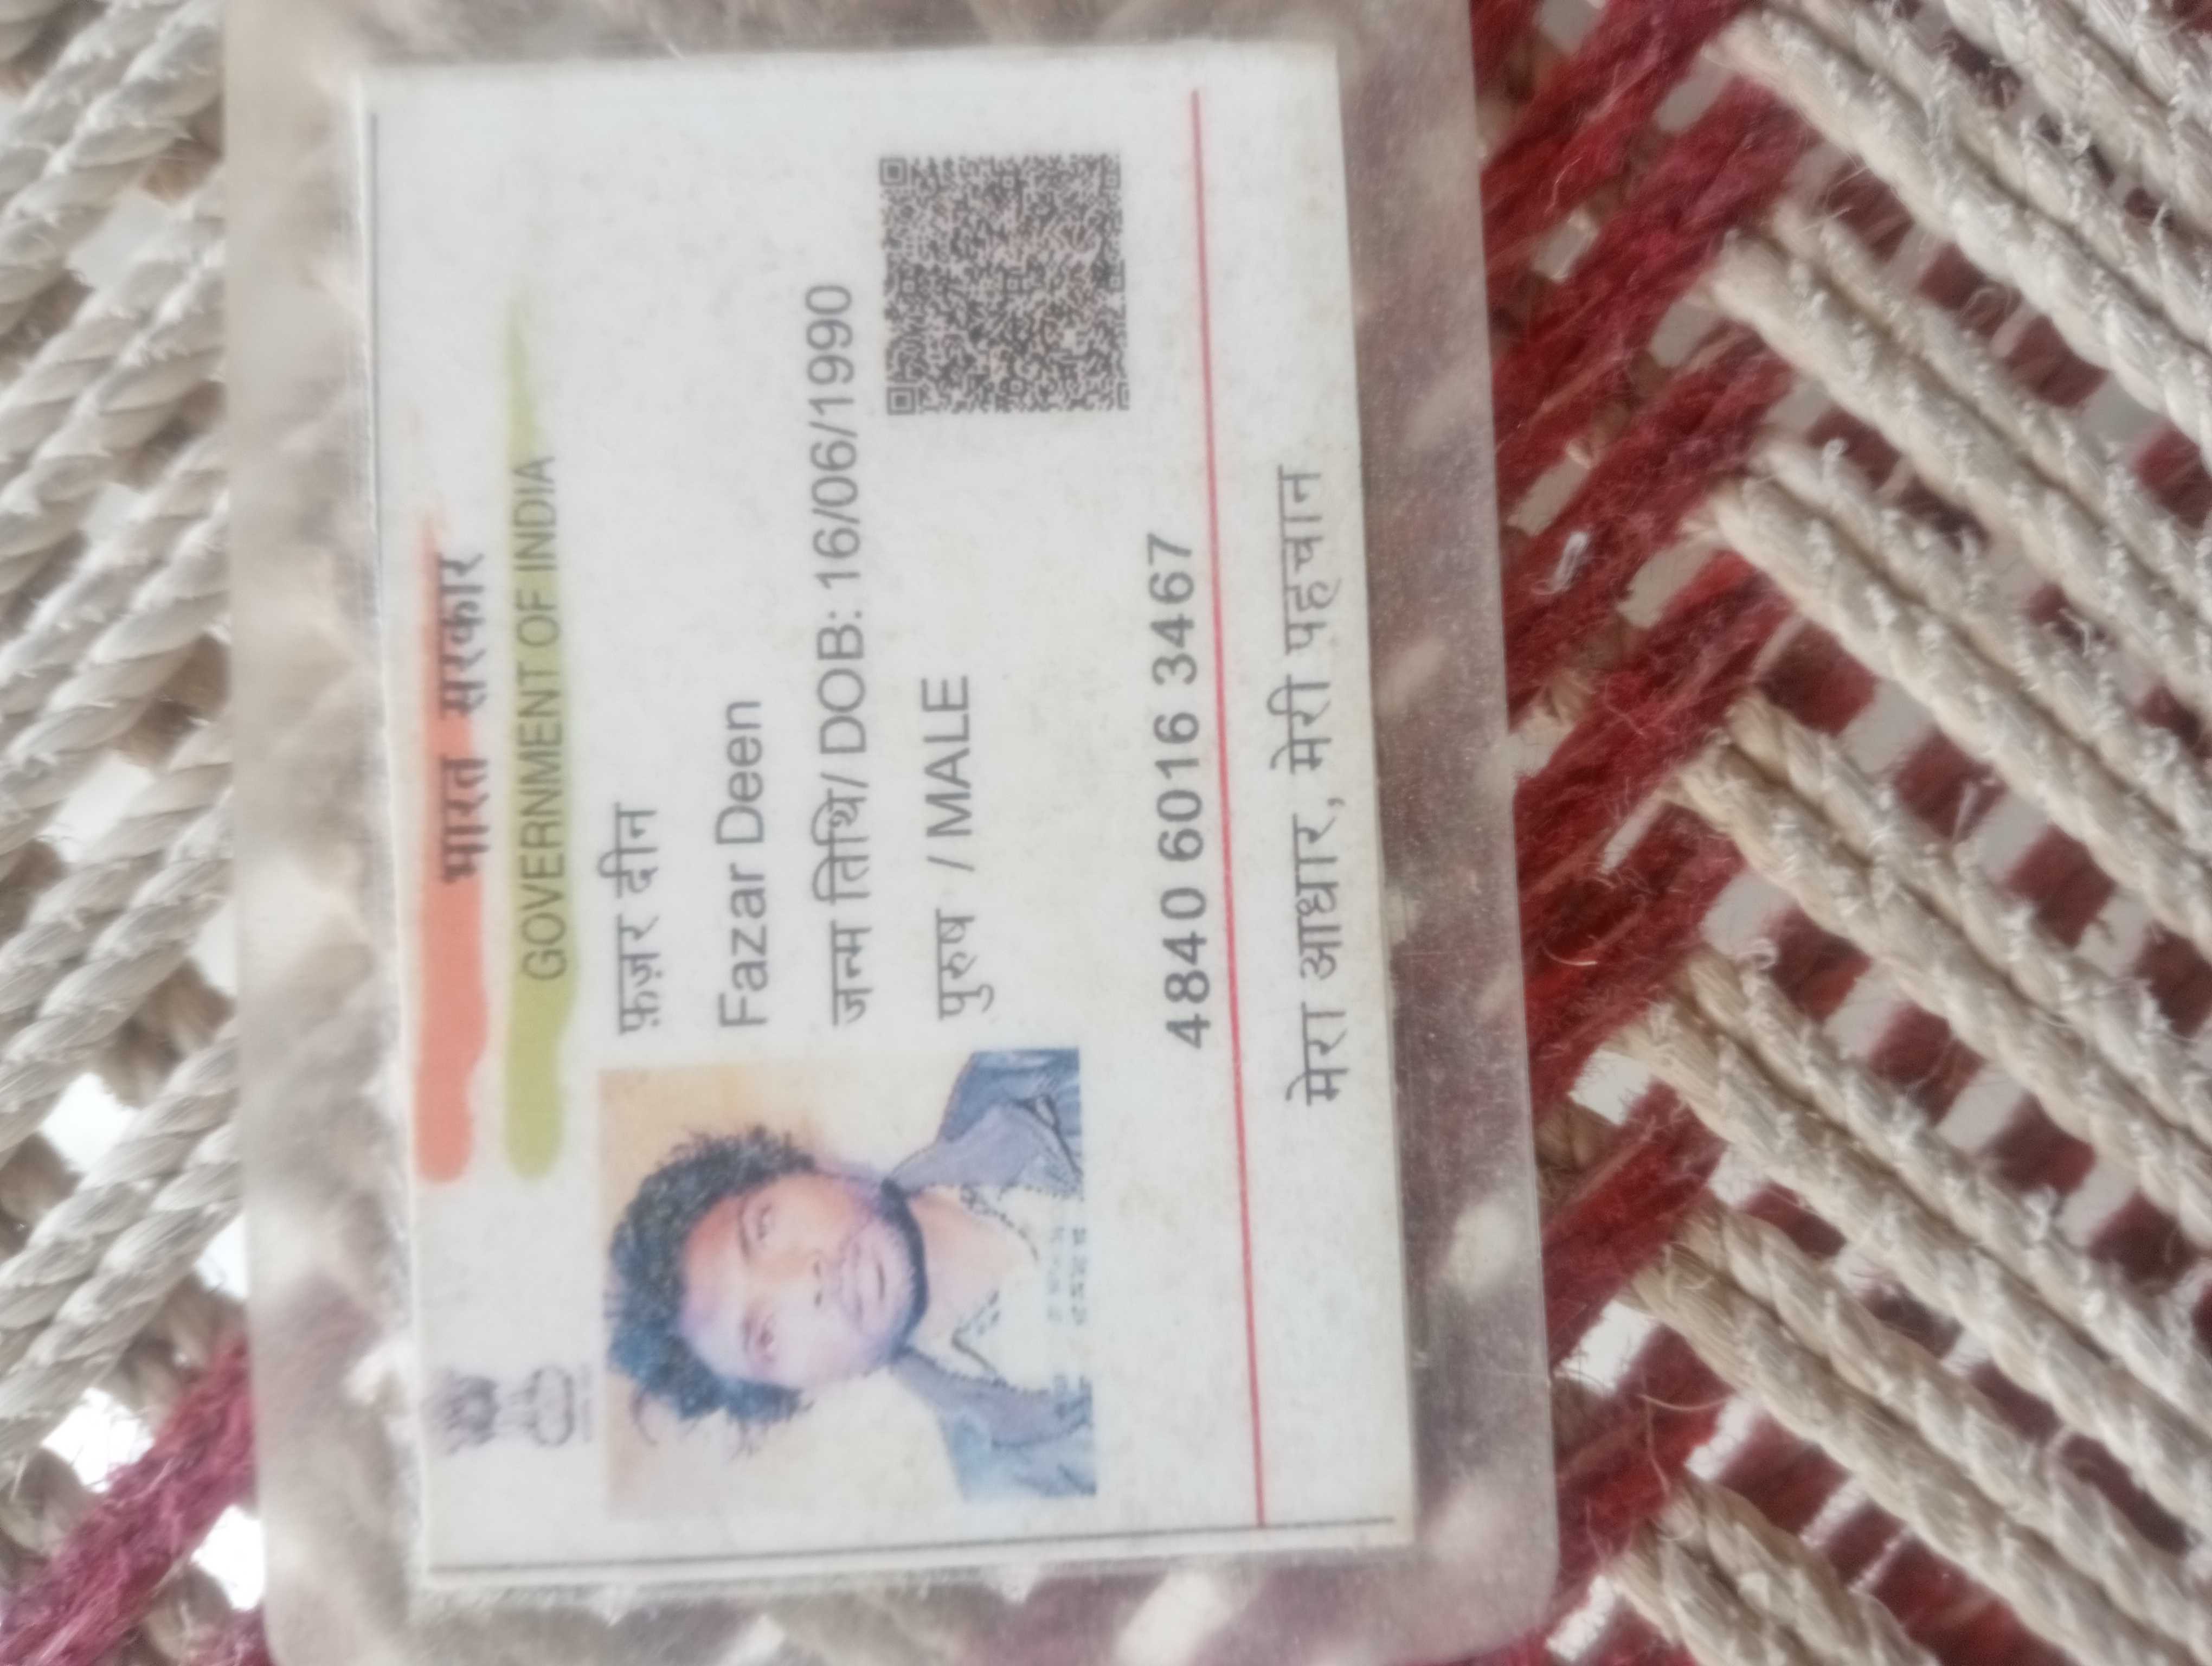 भारत सरकार
GOVERNMENT OF INDIA
फ़ज़र दीन
Fazar Deen
जन्म तिथि/ DOB: 16/06/1990
पुरुष / MALE
4840 6016 3467
मेरा आधार, मेरी पहचान